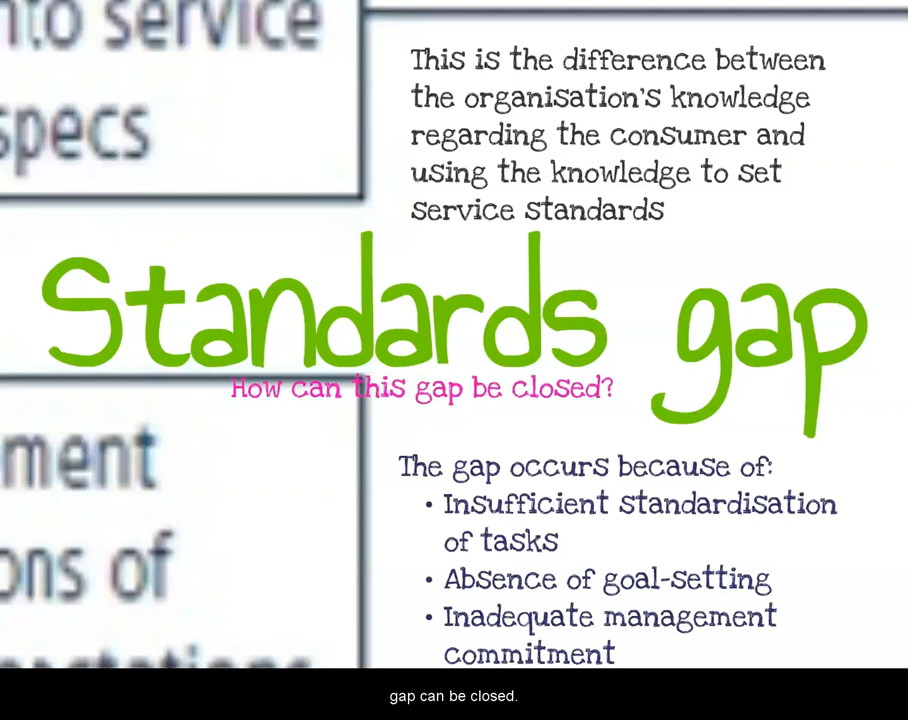 into service
specs
This is the difference between
the organisation's knowledge
regarding the consumer and
using the knowledge to set
service standards
Standards gap
How can this gap be closed?
ment
ons of
The gap occurs because of:
• Insufficient standardisation
of tasks
• Absence of goal-setting
• Inadequate management
commitment
gap can be closed.